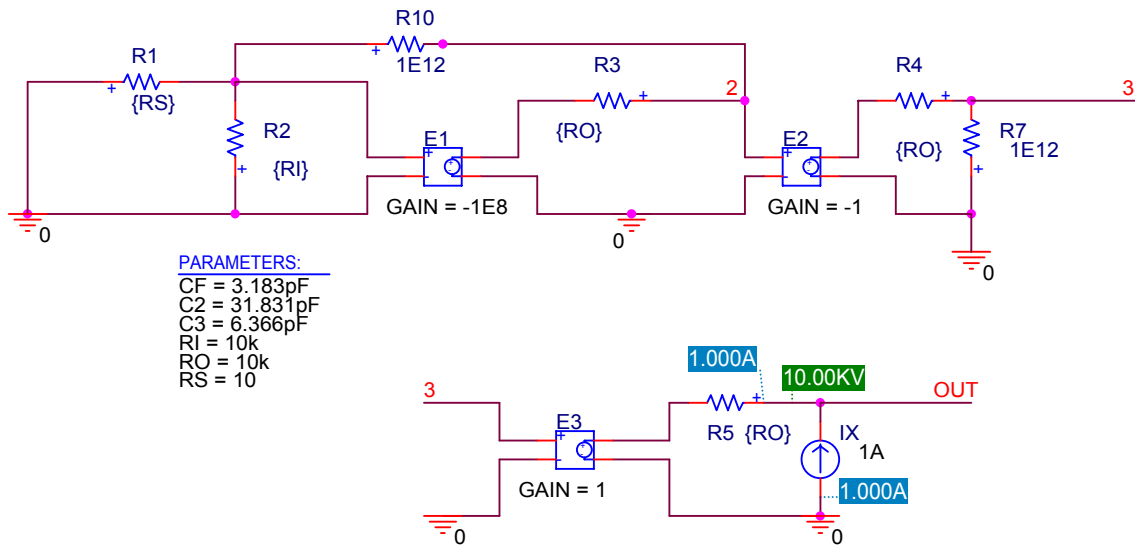 R10
1E12
R1
{RS}
R2
{RI}
R3
{RO}
2
R4
{RO}
3
R7
1E12
E1
GAIN = -1E8
E2
GAIN = -1
0
0
0
PARAMETERS:
CF = 3.183pF
C2 = 31.831pF
C3 = 6.366pF
RI = 10k
RO = 10k
RS = 10
1.000A
10.00KV
3
OUT
E3
GAIN = 1
R5 {RO}
IX
1A
1.000A
0
0